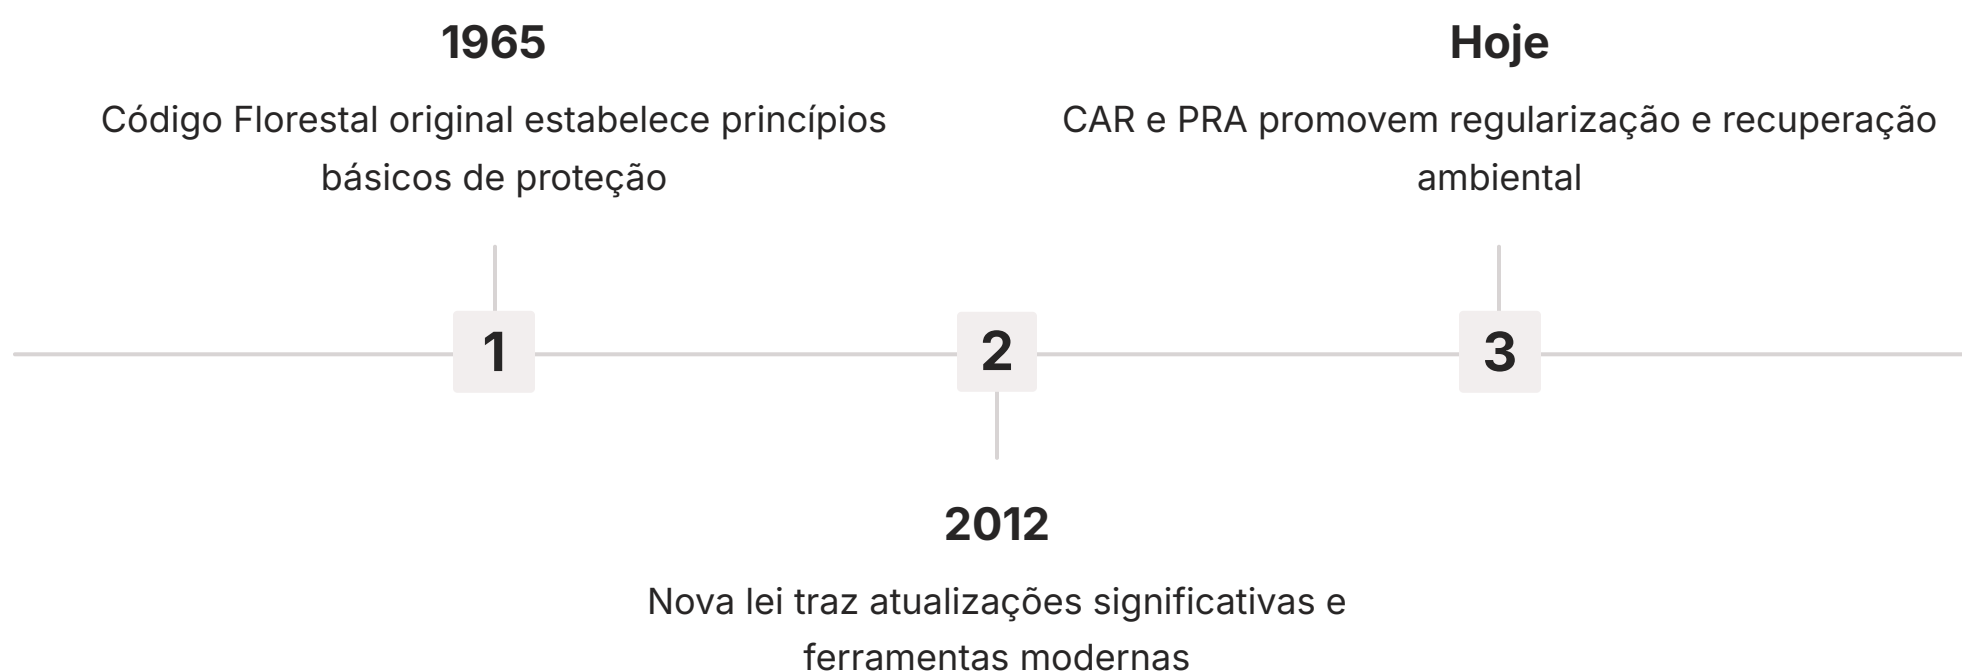 1965
Código Florestal original estabelece princípios
básicos de proteção
Hoje
CAR e PRA promovem regularização e recuperação
ambiental
1
2
3
2012
Nova lei traz atualizações significativas e
ferramentas modernas